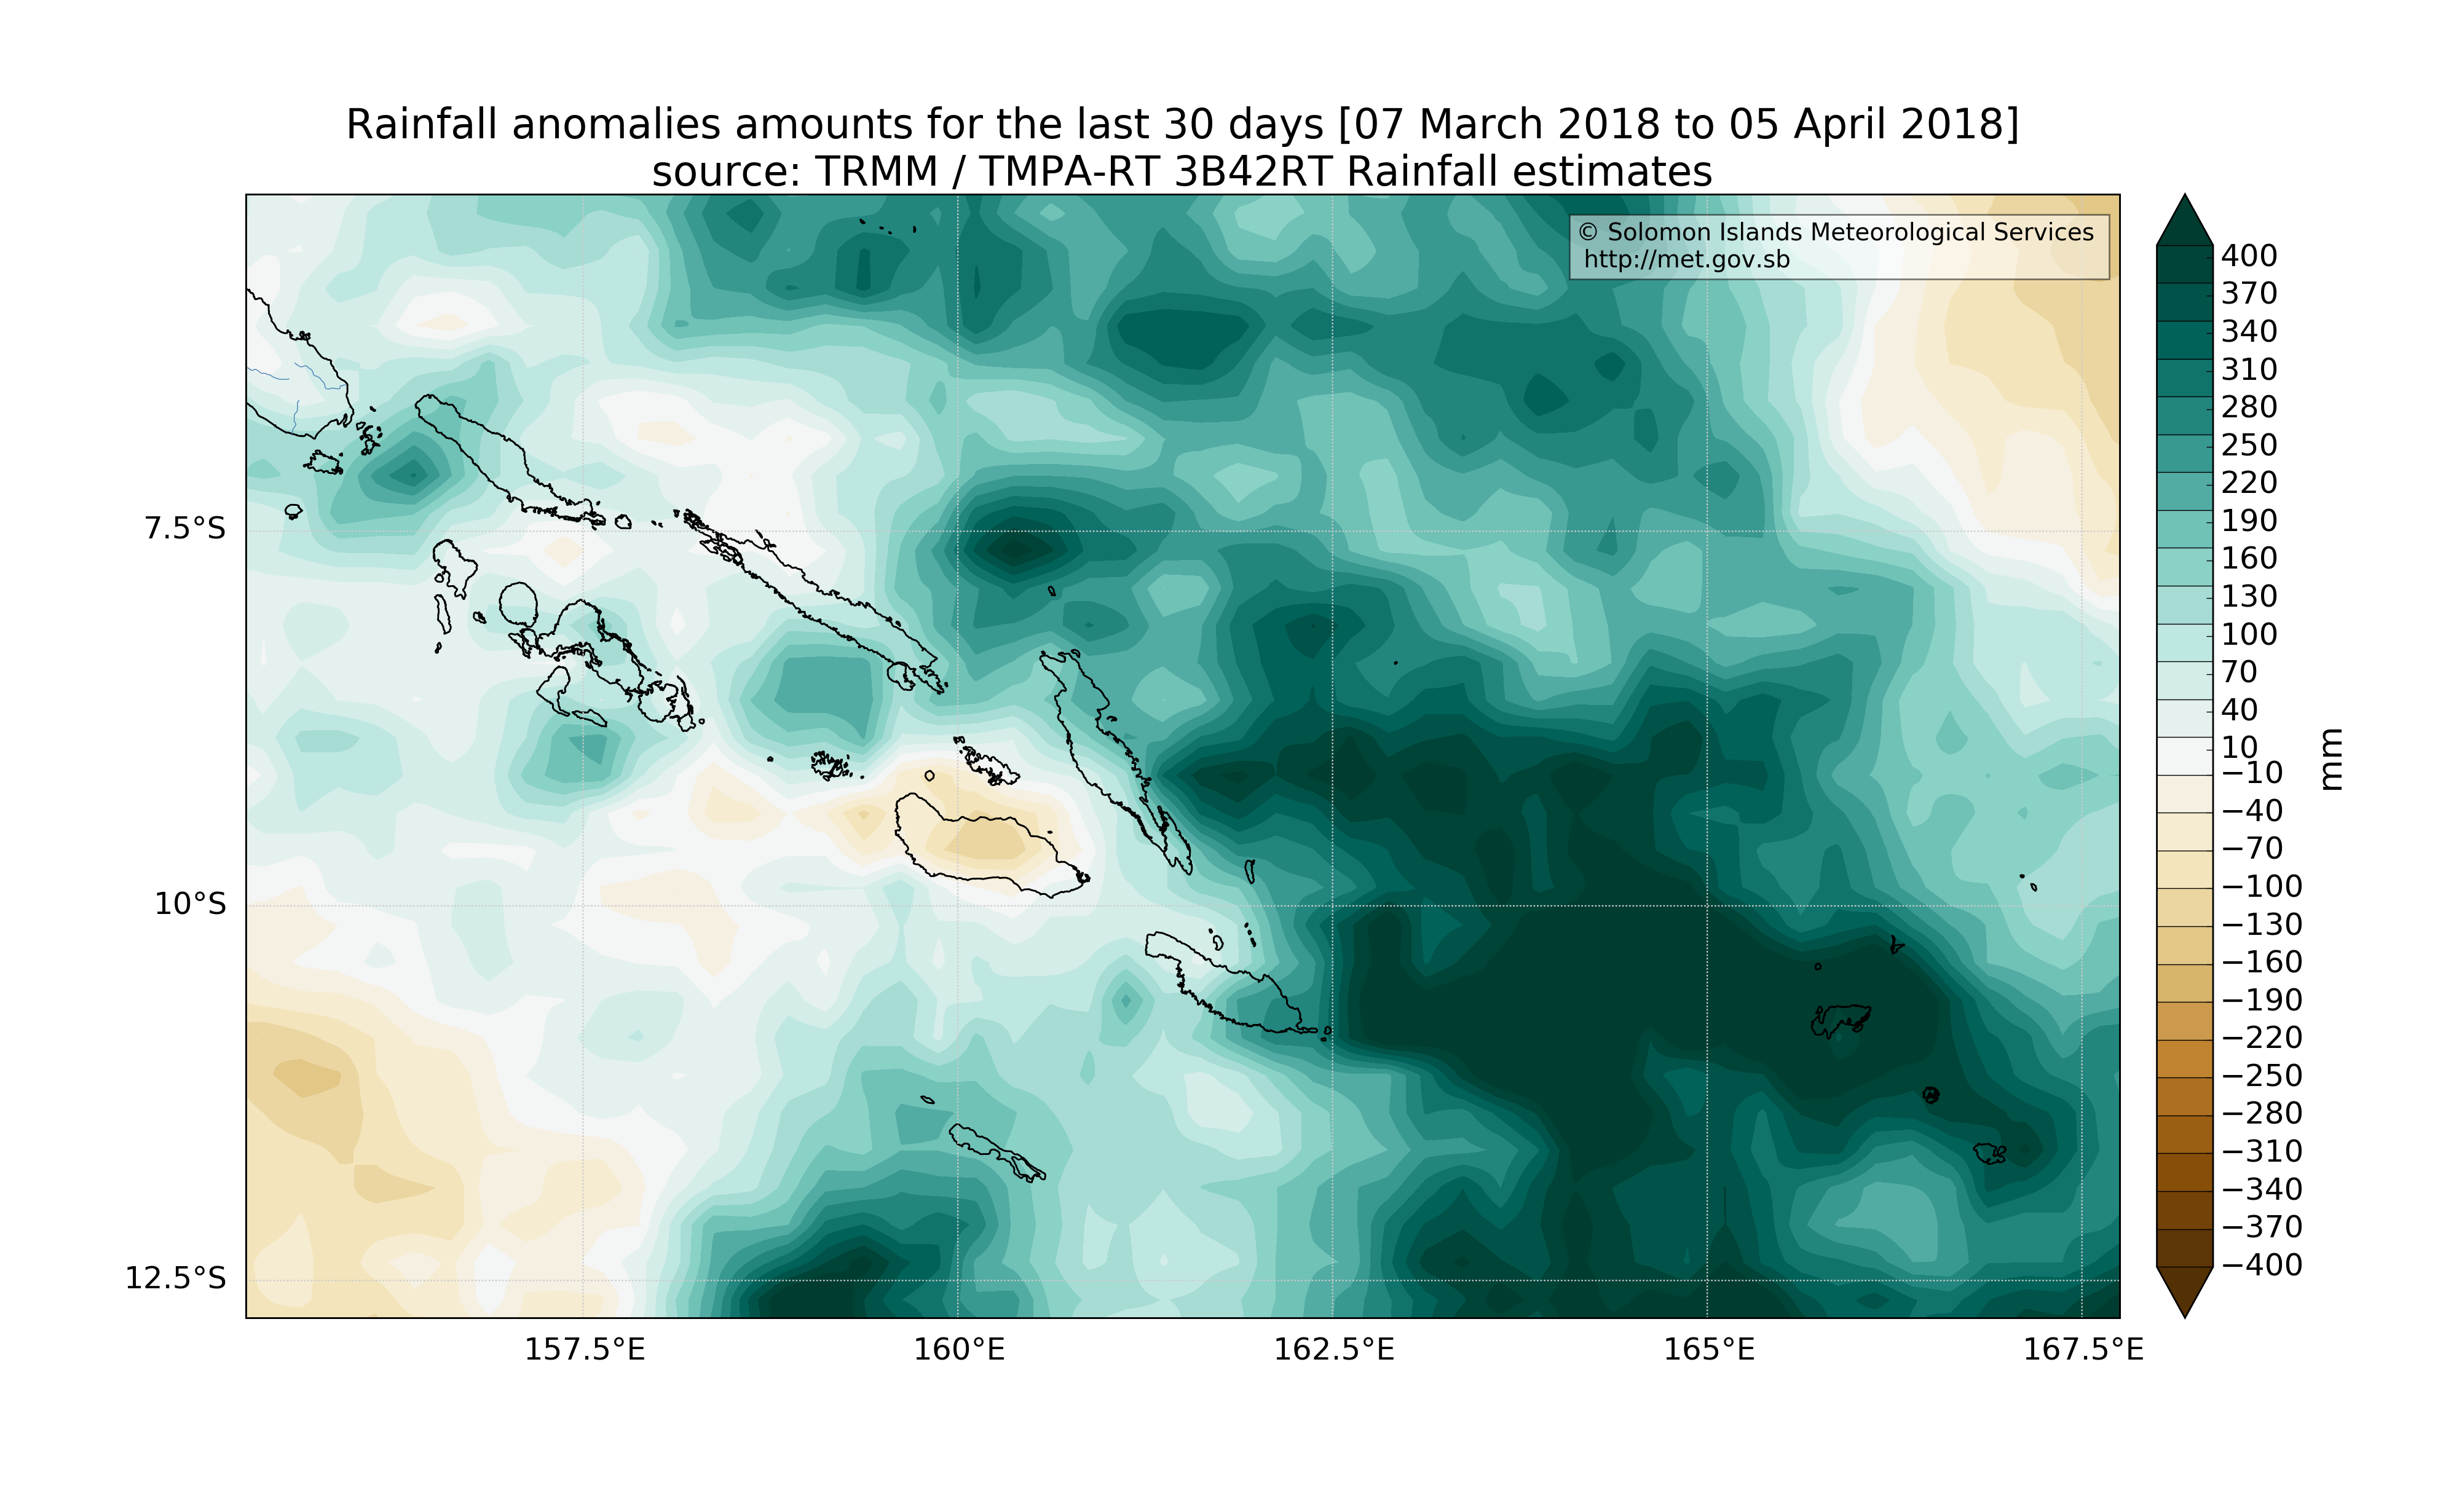 Rainfall anomalies amounts for the last 30 days [07 March 2018 to 05 April 2018]
source: TRMM / TMPA-RT 3B42RT Rainfall estimates
© Solomon Islands Meteorological Services
http://met.gov.sb
7.5°S
10°S
12.5°S
157.5°E
160°E
162.5°E
165°E
167.5°E
400
370
340
310
280
250
220
190
160
130
100
70
40
10
−10
−40
−70
−100
−130
−160
−190
−220
−250
−280
−310
−340
−370
−400
mm